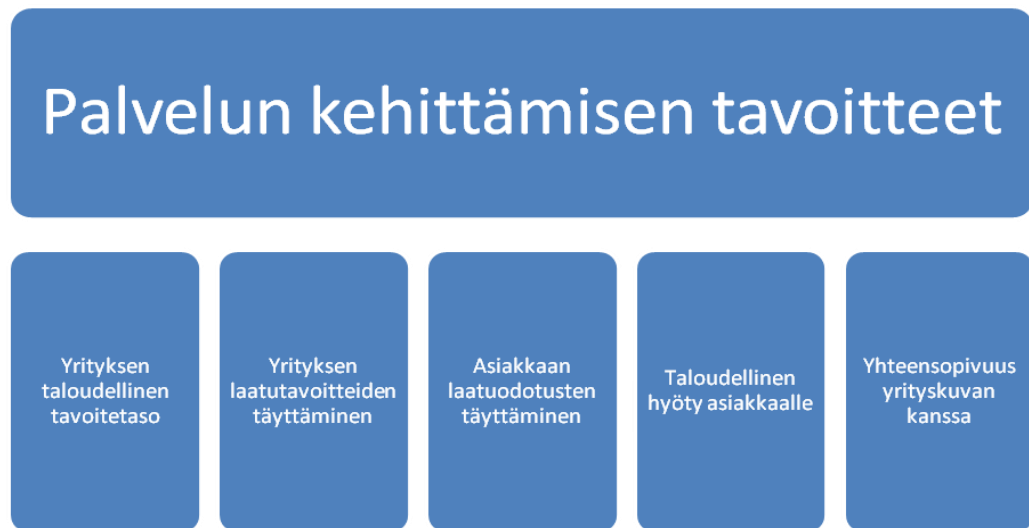 Palvelun kehittämisen tavoitteet
Yrityksen
taloudellinen
tavoitetaso
Yrityksen
laatutavoitteiden
täyttäminen
Asiakkaan
laatuodotusten
täyttäminen
Taloudellinen
hyöty asiakkaalle
Yhteensopivuus
yrityskuvan
kanssa